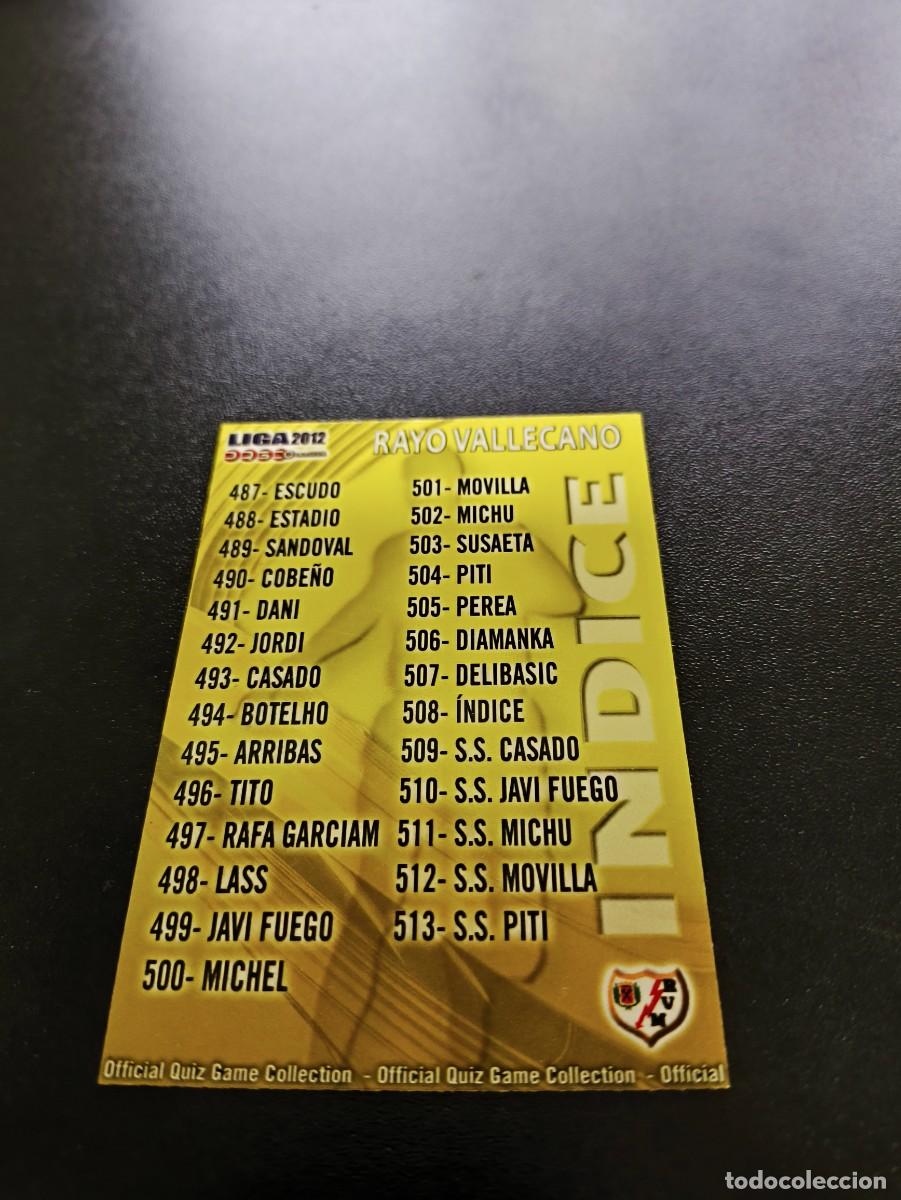 LIGA 2012
RAYO VALLECANO
487- ESCUDO
488- ESTADIO
489- SANDOVAL
490- COBEÑO
491- DANI
492- JORDI
493- CASADO
494- BOTELHO
495- ARRIBAS
496- TITO
497- RAFA GARCIAM
498- LASS
499- JAVI FUEGO
500- MICHEL
501- MOVILLA
502- MICHU
503- SUSAETA
504- PITI
505- PEREA
506- DIAMANKA
507- DELIBASIC
508- ÍNDICE
509- S.S. CASADO
510- S.S. JAVI FUEGO
511- S.S. MICHU
512- S.S. MOVILLA
513- S.S. PITI
INDICE
RVM
Official Quiz Game Collection - Official Quiz Game Collection - Official
todocoleccion